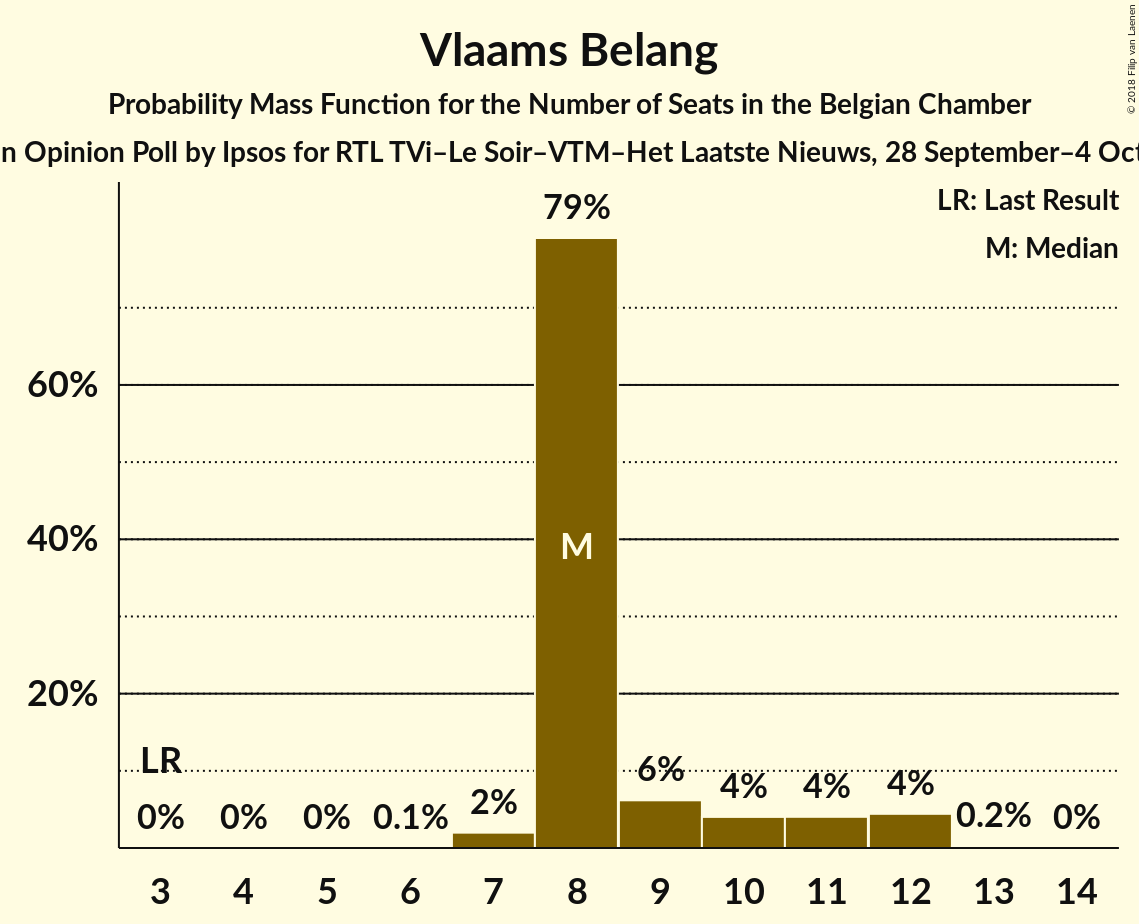 Vlaams Belang
Probability Mass Function for the Number of Seats in the Belgian Chamber
n Opinion Poll by Ipsos for RTL TVi–Le Soir–VTM–Het Laatste Nieuws, 28 September–4 Oct
© 2018 Filip van Laenen
LR: Last Result
M: Median
79%
60%
40%
M
20%
LR
0% 0% 0% 0.1% 2% 6% 4% 4% 4% 0.2% 0%
3 4 5 6 7 8 9 10 11 12 13 14